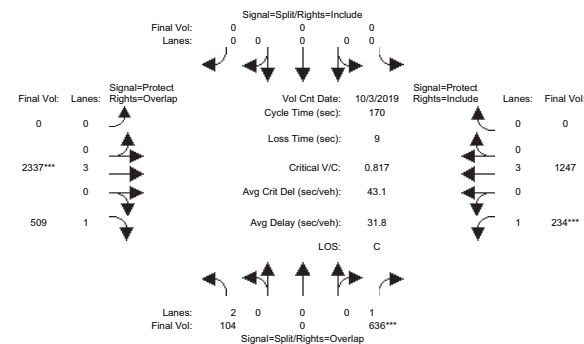 Signal=Split/Rights=Include
Final Vol: 0 0 0
Lanes: 0 0 0 0 0
Signal=Protect Signal=Protect
Final Vol: Lanes: Rights=Overlap Vol Cnt Date: 10/3/2019 Rights=Include Lanes: Final Vol:
Cycle Time (sec): 170
0 0 0 0
Loss Time (sec): 9
0 0
2337*** 3 Critical V/C: 0.817 3 1247
0 Avg Crit Del (sec/veh): 43.1 0
509 1 Avg Delay (sec/veh): 31.8 1 234***
LOS: C
Lanes: 2 0 0 0 1
Final Vol: 104 0 636***
Signal=Split/Rights=Overlap